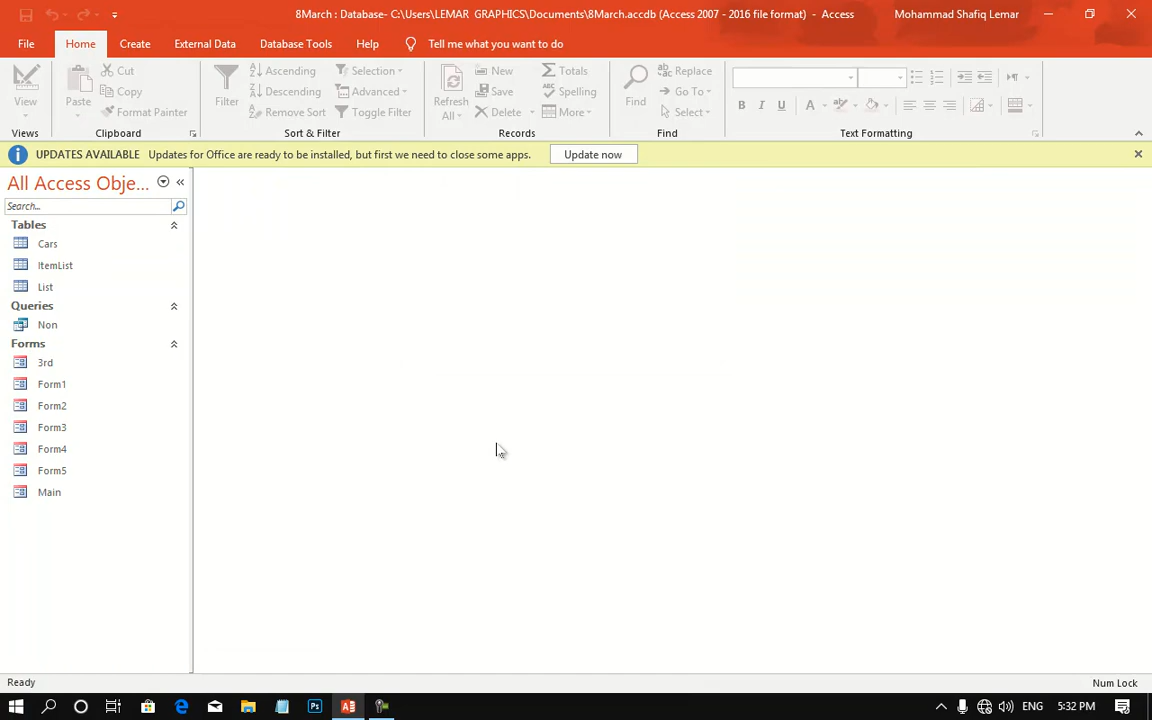 8March : Database- C:\Users\LEMAR GRAPHICS\Documents\8March.accdb (Access 2007 - 2016 file format) - Access
Mohammad Shafiq Lemar
File Home Create External Data Database Tools Help Tell me what you want to do
View
Views
Paste
Cut
Copy
Format Painter
Clipboard
Filter
Ascending
Descending
Remove Sort
Selection
Advanced
Toggle Filter
Sort & Filter
Refresh
All
New
Save
Delete
Totals
Spelling
More
Records
Find
Replace
Go To
Select
Find
B I U A
Text Formatting
UPDATES AVAILABLE Updates for Office are ready to be installed, but first we need to close some apps. Update now
All Access Obje...
Search...
Tables
Cars
ItemList
List
Queries
Non
Forms
3rd
Form1
Form2
Form3
Form4
Form5
Main
Ready
Num Lock
Ps
ENG
5:32 PM